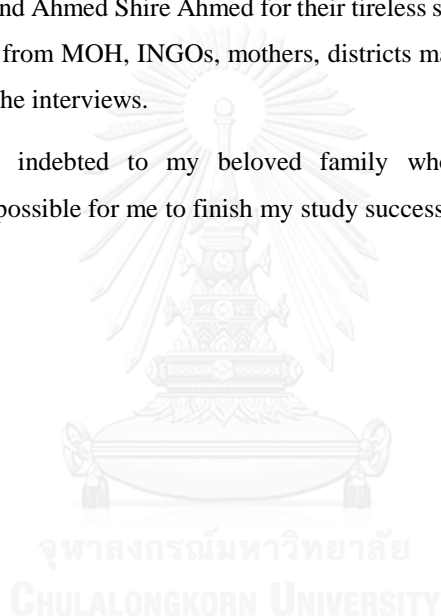 nd Ahmed Shire Ahmed for their tireless s
from MOH, INGOs, mothers, districts ma
he interviews.
indebted to my beloved family wh
possible for me to finish my study success
จุฬาลงกรณ์มหาวิทยาลัย
CHULALONGKORN UNIVERSITY